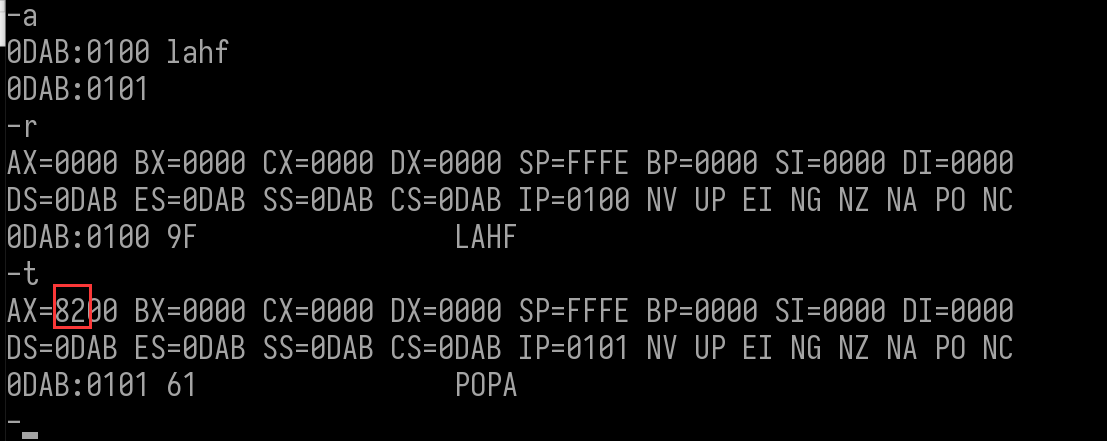 -a
0DAB:0100 lahf
0DAB:0101
-r
AX=0000 BX=0000 CX=0000 DX=0000 SP=FFFE BP=0000 SI=0000 DI=0000
DS=0DAB ES=0DAB SS=0DAB CS=0DAB IP=0100 NV UP EI NG NZ NA PO NC
0DAB:0100 9F LAHF
-t
AX=8200 BX=0000 CX=0000 DX=0000 SP=FFFE BP=0000 SI=0000 DI=0000
DS=0DAB ES=0DAB SS=0DAB CS=0DAB IP=0101 NV UP EI NG NZ NA PO NC
0DAB:0101 61 POPA
-_